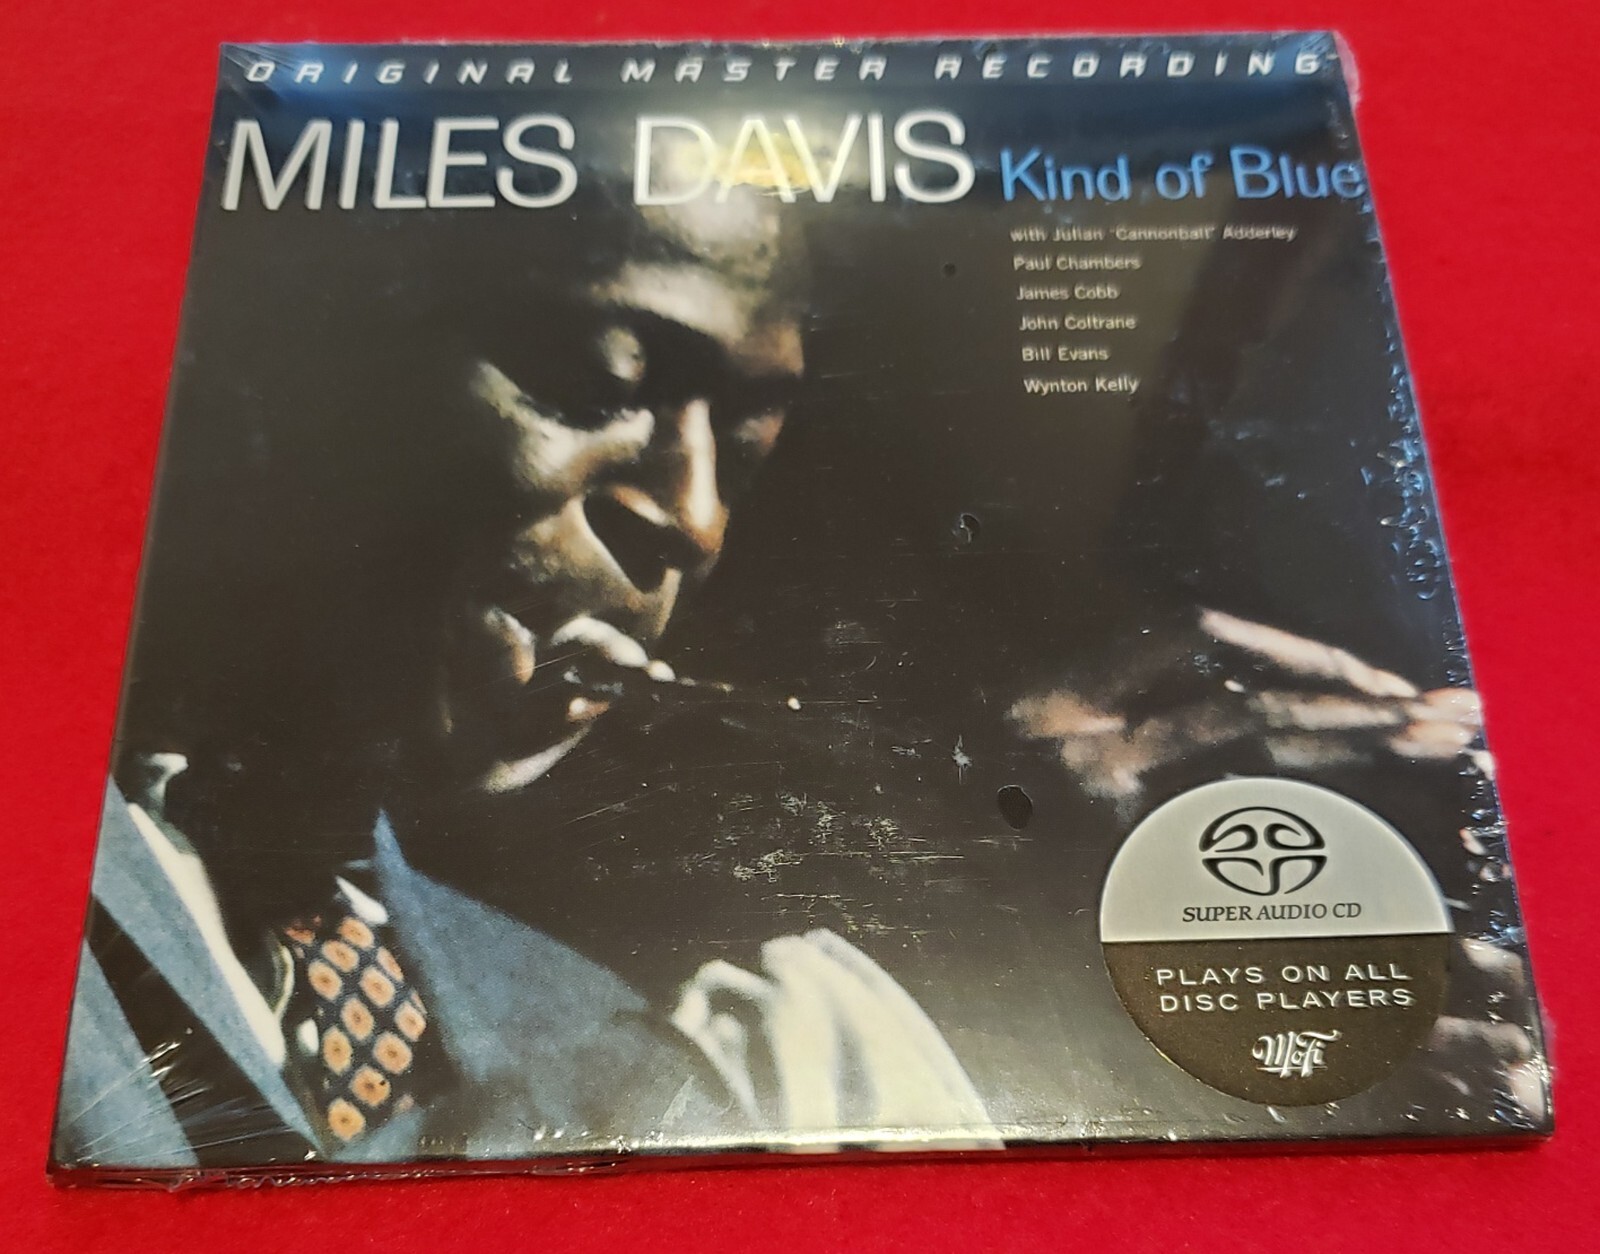 ORIGINAL MASTER RECORDING
MILES DAVIS Kind of Blue
with Julian "Cannonball" Adderley
Paul Chambers
James Cobb
John Coltrane
Bill Evans
Wynton Kelly
SUPER AUDIO CD
PLAYS ON ALL
DISC PLAYERS
MoFi